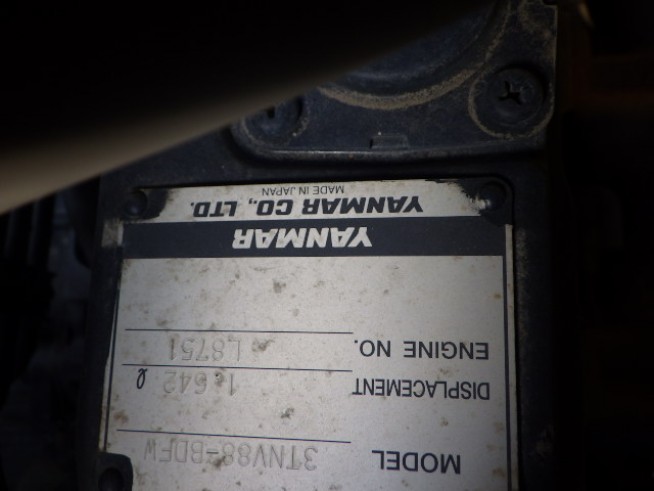 MODEL 3TNV88-BDFW
DISPLACEMENT 1.642 ℓ
ENGINE NO. L8751
YANMAR
YANMAR CO., LTD.
MADE IN JAPAN